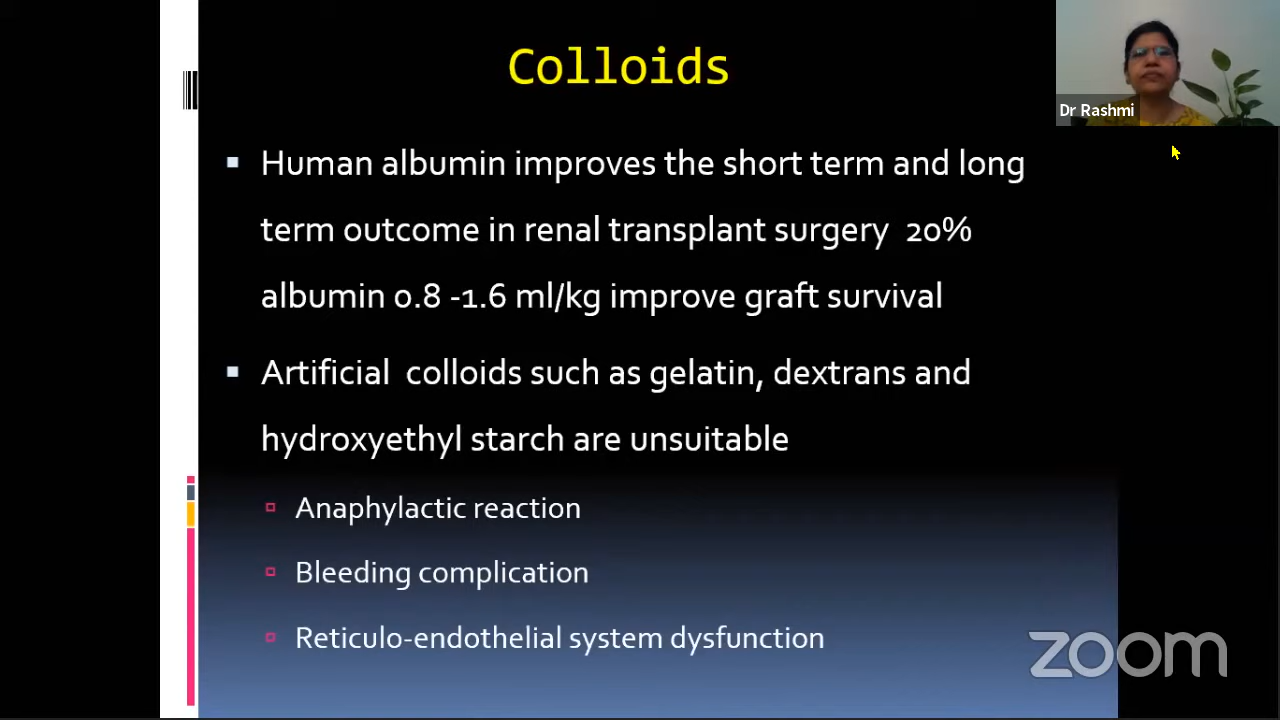 Colloids
Dr Rashmi
Human albumin improves the short term and long
term outcome in renal transplant surgery 20%
albumin 0.8 -1.6 ml/kg improve graft survival
Artificial colloids such as gelatin, dextrans and
hydroxyethyl starch are unsuitable
Anaphylactic reaction
Bleeding complication
Reticulo-endothelial system dysfunction
zoom